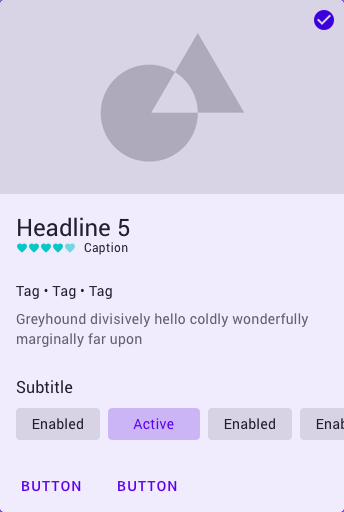 Headline 5
Caption
Tag • Tag • Tag
Greyhound divisively hello coldly wonderfully
marginally far upon
Subtitle
Enabled Active Enabled Enab
BUTTON BUTTON